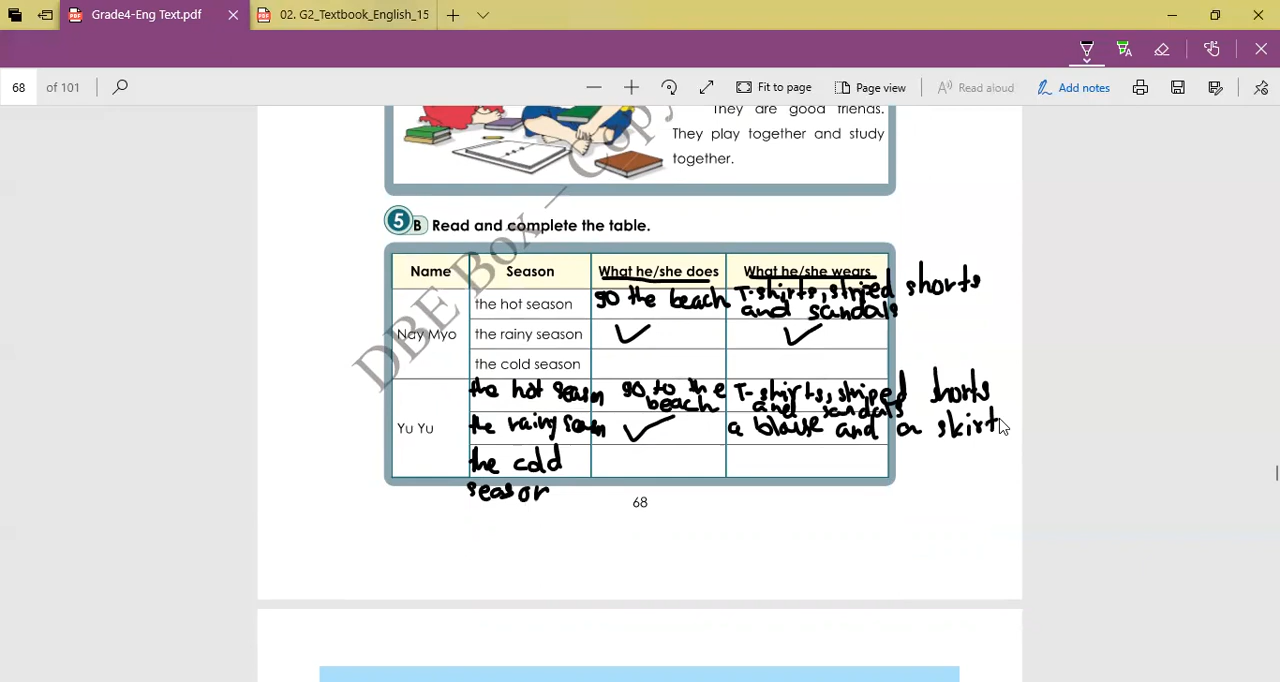 Grade4-Eng Text.pdf
02. G2_Textbook_English_15
68 of 101
Fit to page
Page view
Read aloud
Add notes
They are good friends.
They play together and study
together.
5 B Read and complete the table.
Name Season What he/she does What he/she wears
the hot season go the beach T-shirts, striped shorts
and sandals
Nay Myo the rainy season
the cold season
the hot season go to the beach T-shirts, striped shorts
and sandals
Yu Yu the rainy season a blouse and a skirt
the cold
season
68
DBE Box – Copy